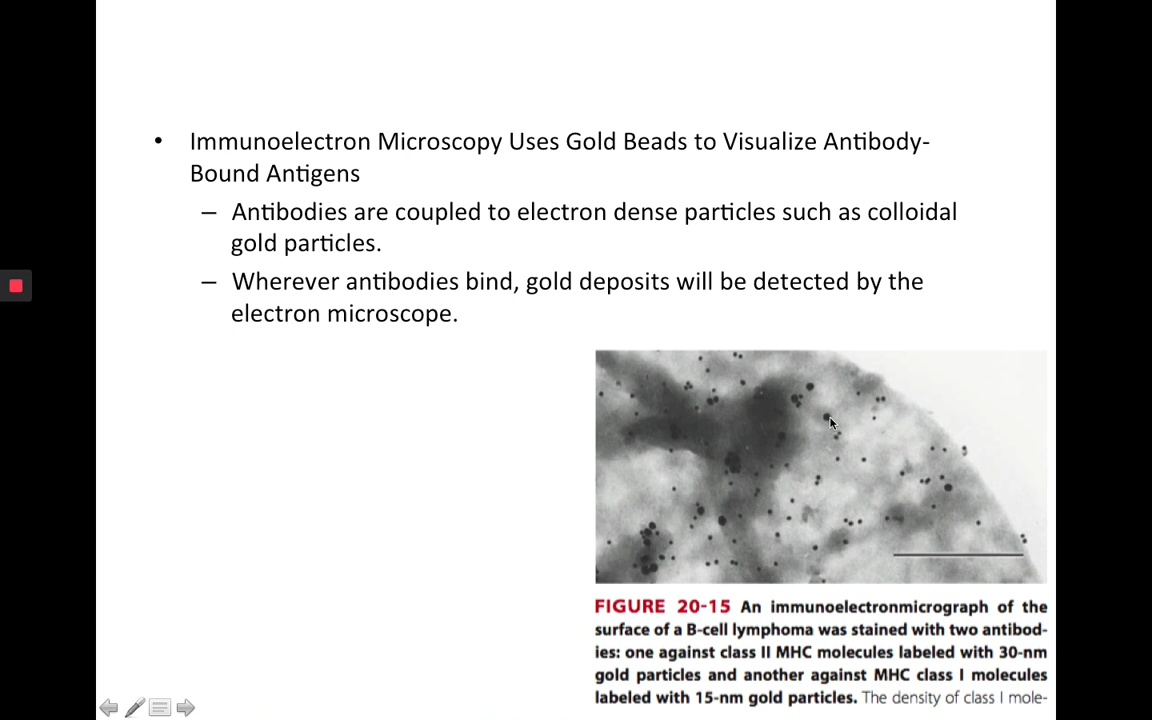 • Immunoelectron Microscopy Uses Gold Beads to Visualize Antibody-
Bound Antigens
– Antibodies are coupled to electron dense particles such as colloidal
gold particles.
– Wherever antibodies bind, gold deposits will be detected by the
electron microscope.
FIGURE 20-15 An immunoelectronmicrograph of the
surface of a B-cell lymphoma was stained with two antibod-
ies: one against class II MHC molecules labeled with 30-nm
gold particles and another against MHC class I molecules
labeled with 15-nm gold particles. The density of class I mole-